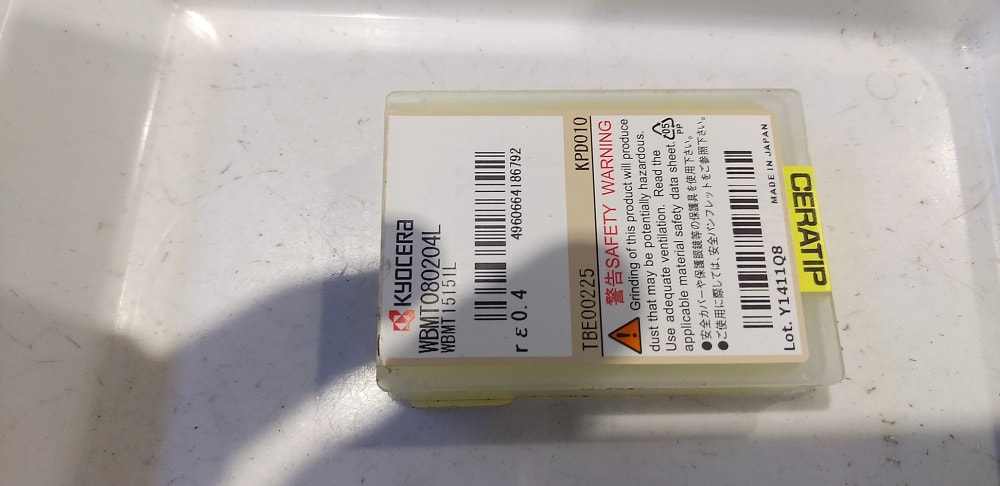 KYOCERA
WBMT080204L
WBMT1515IL
4960664186792
rε0.4
TBE00225 KPD010
警告SAFETY WARNING
Grinding of this product will produce
dust that may be potentially hazardous.
Use adequate ventilation. Read the
applicable material safety data sheet.
05
PP
●安全カバーや保護眼鏡等の保護具を使用下さい。
●ご使用に際しては、安全パンフレットをご参照下さい。
MADE IN JAPAN
Lot. Y1411Q8
CERATIP